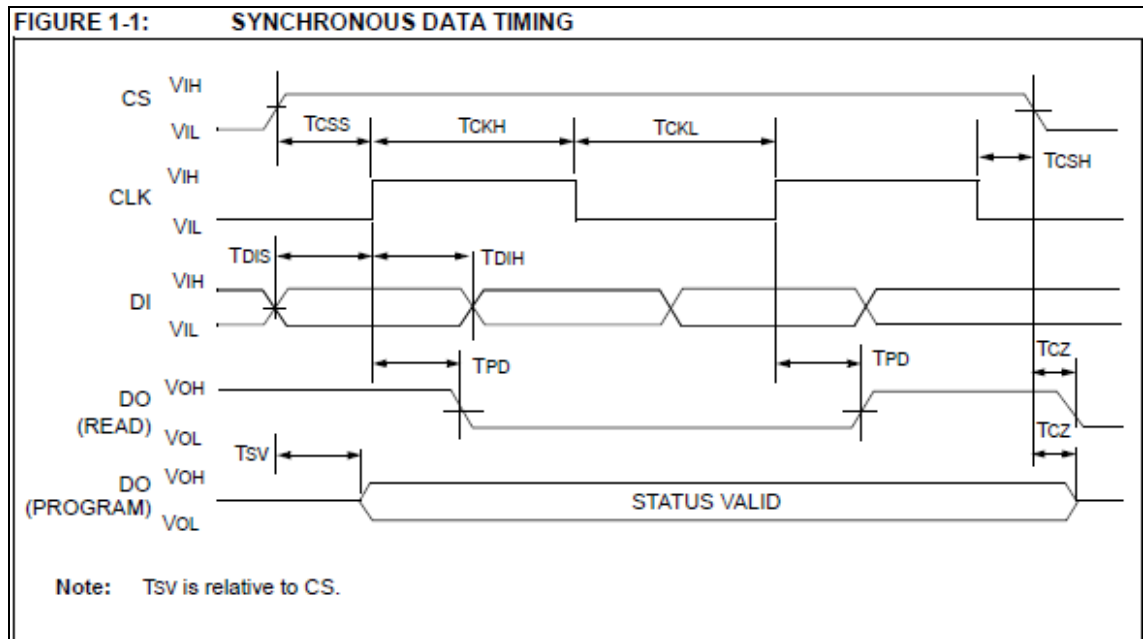 FIGURE 1-1: SYNCHRONOUS DATA TIMING
CS VIH
VIL
TCSS TCKH TCKL TCSH
CLK VIH
VIL
TDIS TDIH
DI VIH
VIL
TPD TPD TCZ
DO (READ) VOH
VOL
TSV TCZ
DO (PROGRAM) VOH
VOL
STATUS VALID
Note: TSV is relative to CS.